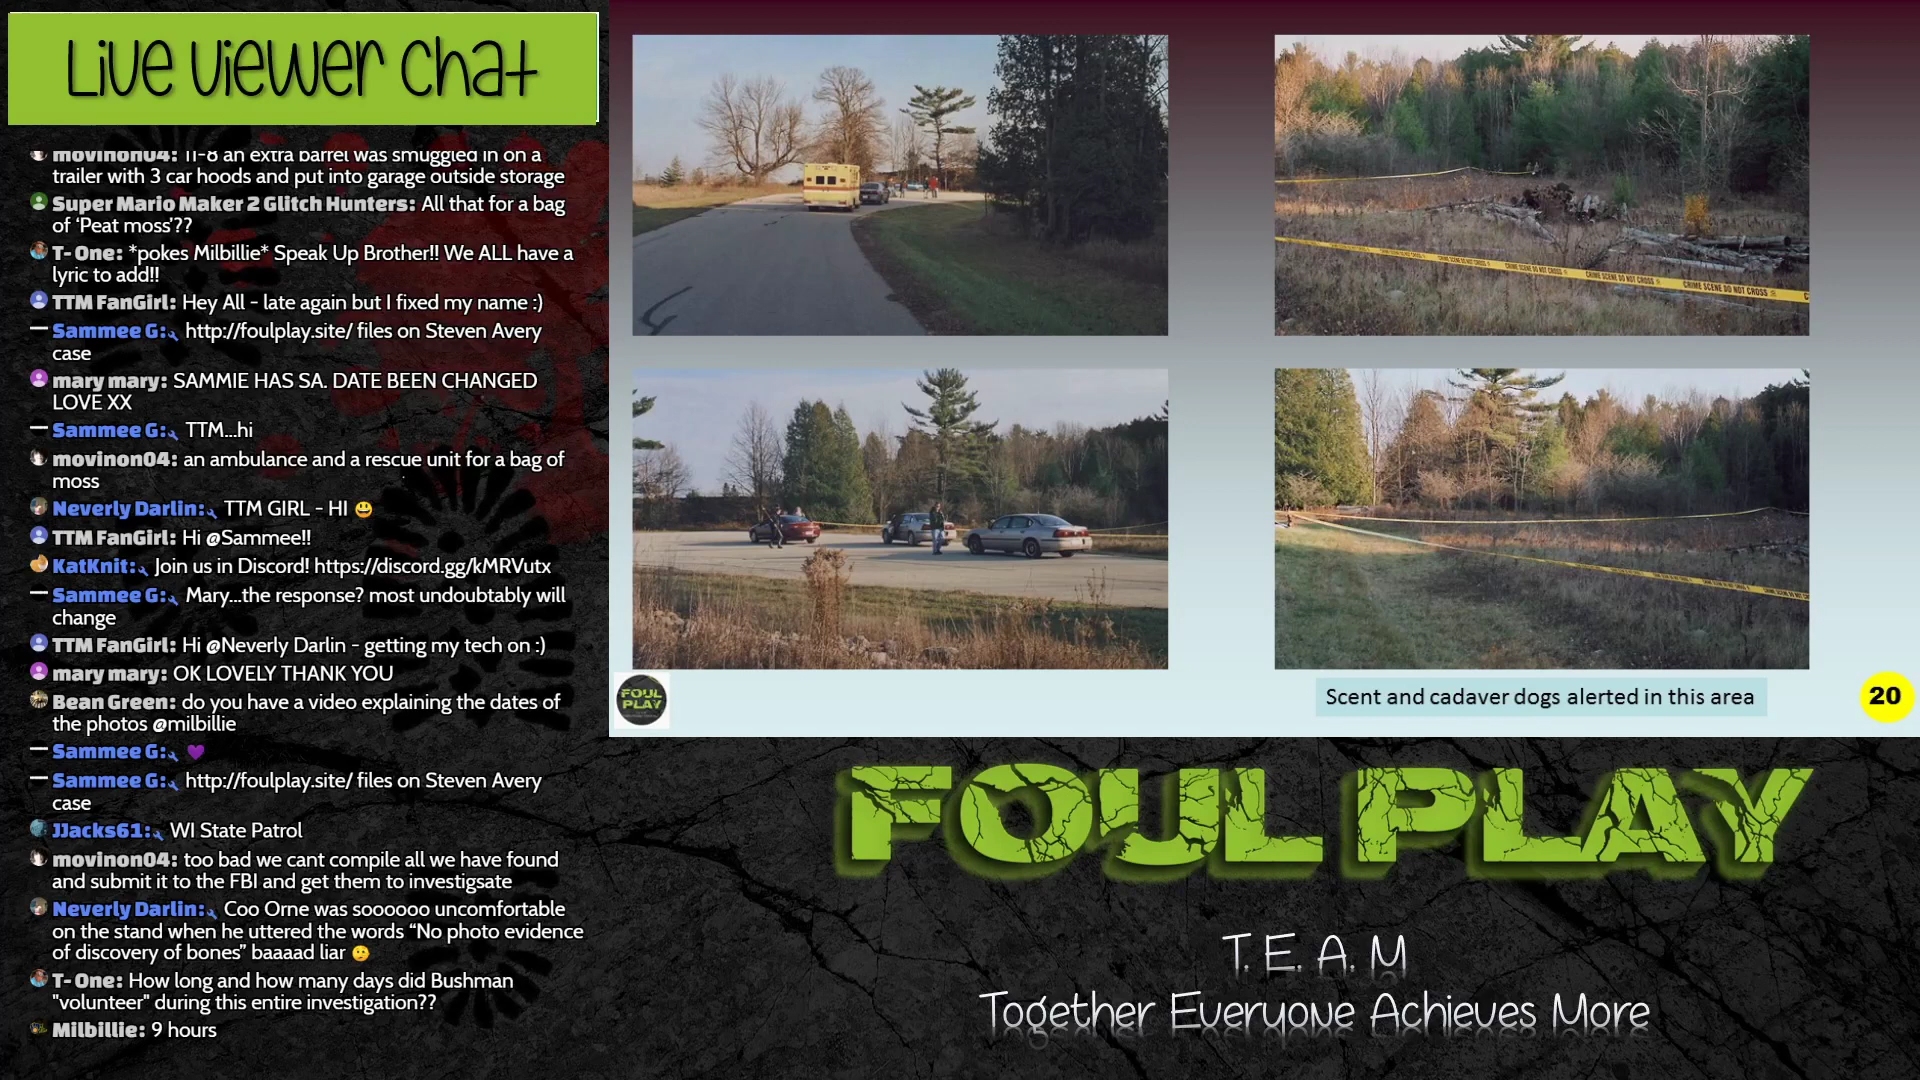 Live viewer chat
movinon04: 11-8 an extra barrel was smuggled in on a
trailer with 3 car hoods and put into garage outside storage
Super Mario Maker 2 Glitch Hunters: All that for a bag
of ‘Peat moss’??
T- One: *pokes Milbillie* Speak Up Brother!! We ALL have a
lyric to add!!
TTM FanGirl: Hey All - late again but I fixed my name :)
Sammee G: http://foulplay.site/ files on Steven Avery
case
mary mary: SAMMIE HAS SA. DATE BEEN CHANGED
LOVE XX
Sammee G: TTM...hi
movinon04: an ambulance and a rescue unit for a bag of
moss
Neverly Darlin: TTM GIRL - HI 😃
TTM FanGirl: Hi @Sammee!!
KatKnit: Join us in Discord! https://discord.gg/kMRVutx
Sammee G: Mary...the response? most undoubtably will
change
TTM FanGirl: Hi @Neverly Darlin - getting my tech on :)
mary mary: OK LOVELY THANK YOU
Bean Green: do you have a video explaining the dates of
the photos @milbillie
Sammee G: 💜
Sammee G: http://foulplay.site/ files on Steven Avery
case
JJacks61: WI State Patrol
movinon04: too bad we cant compile all we have found
and submit it to the FBI and get them to investigsate
Neverly Darlin: Coo Orne was soooooo uncomfortable
on the stand when he uttered the words “No photo evidence
of discovery of bones” baaaad liar 🤥
T- One: How long and how many days did Bushman
"volunteer" during this entire investigation??
Milbillie: 9 hours
CRIME SCENE DO NOT CROSS
FOUL
PLAY
Scent and cadaver dogs alerted in this area
20
FOUL PLAY
T. E. A. M
Together Everyone Achieves More